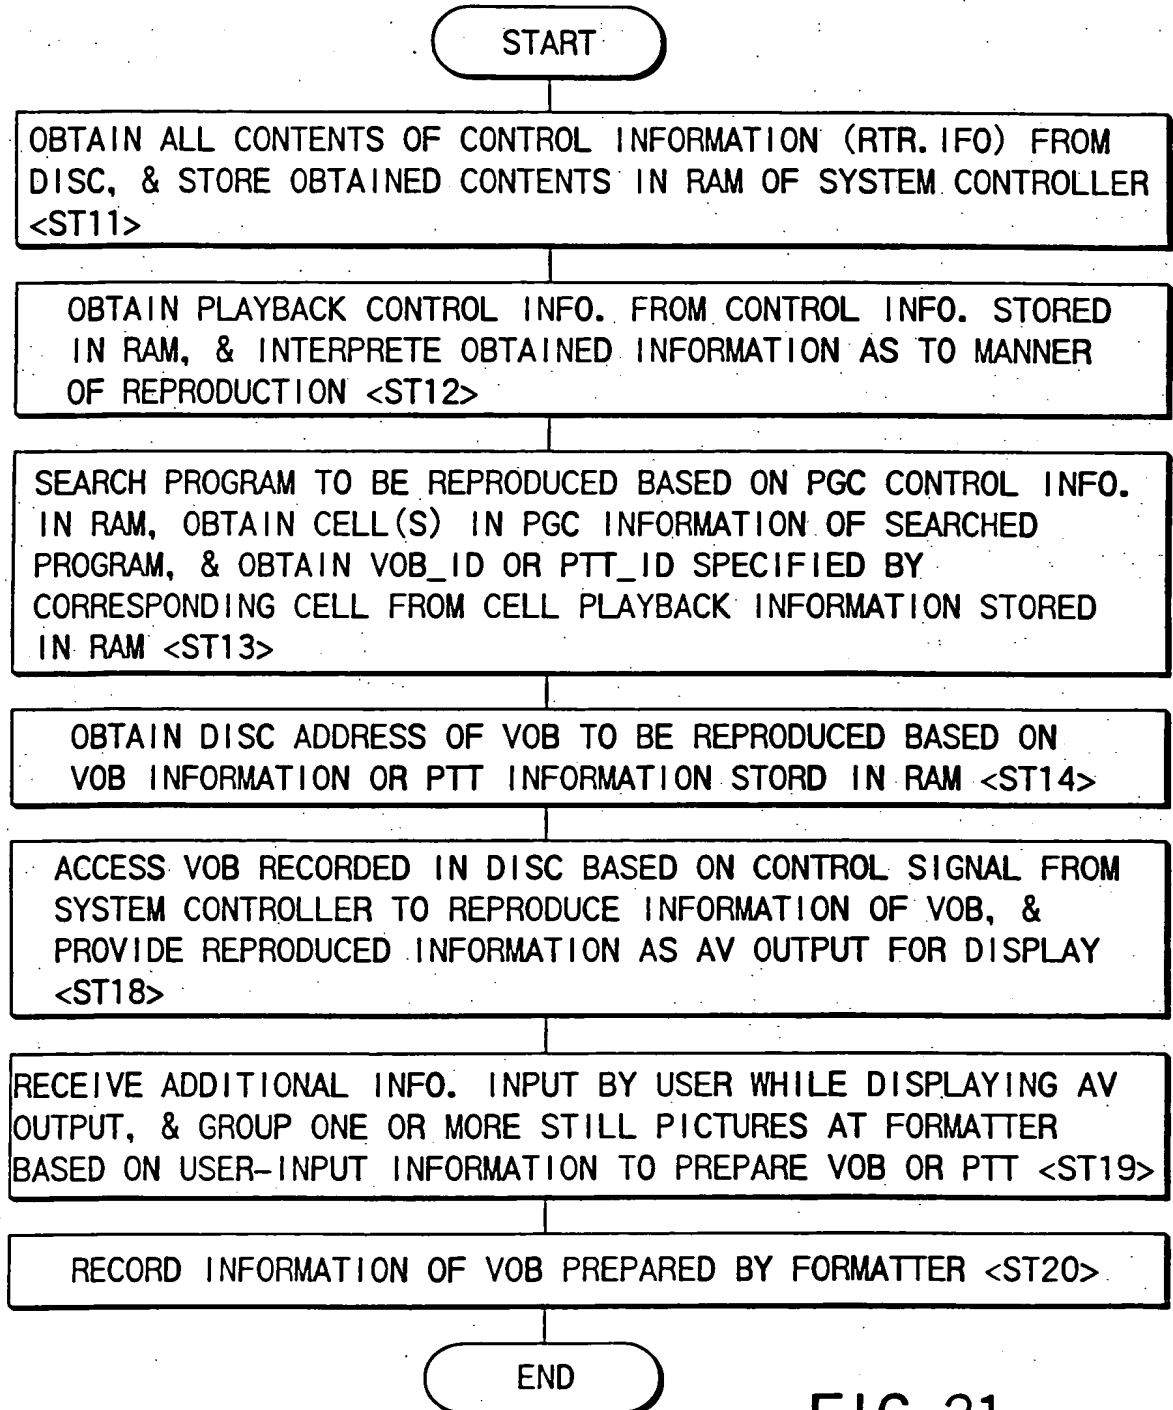 START
OBTAIN ALL CONTENTS OF CONTROL INFORMATION (RTR.IFO) FROM
DISC, & STORE OBTAINED CONTENTS IN RAM OF SYSTEM CONTROLLER
<ST11>
OBTAIN PLAYBACK CONTROL INFO. FROM CONTROL INFO. STORED
IN RAM, & INTERPRETE OBTAINED INFORMATION AS TO MANNER
OF REPRODUCTION <ST12>
SEARCH PROGRAM TO BE REPRODUCED BASED ON PGC CONTROL INFO.
IN RAM, OBTAIN CELL(S) IN PGC INFORMATION OF SEARCHED
PROGRAM, & OBTAIN VOB_ID OR PTT_ID SPECIFIED BY
CORRESPONDING CELL FROM CELL PLAYBACK INFORMATION STORED
IN RAM <ST13>
OBTAIN DISC ADDRESS OF VOB TO BE REPRODUCED BASED ON
VOB INFORMATION OR PTT INFORMATION STORD IN RAM <ST14>
ACCESS VOB RECORDED IN DISC BASED ON CONTROL SIGNAL FROM
SYSTEM CONTROLLER TO REPRODUCE INFORMATION OF VOB, &
PROVIDE REPRODUCED INFORMATION AS AV OUTPUT FOR DISPLAY
<ST18>
RECEIVE ADDITIONAL INFO. INPUT BY USER WHILE DISPLAYING AV
OUTPUT, & GROUP ONE OR MORE STILL PICTURES AT FORMATTER
BASED ON USER-INPUT INFORMATION TO PREPARE VOB OR PTT <ST19>
RECORD INFORMATION OF VOB PREPARED BY FORMATTER <ST20>
END
FIG. 21